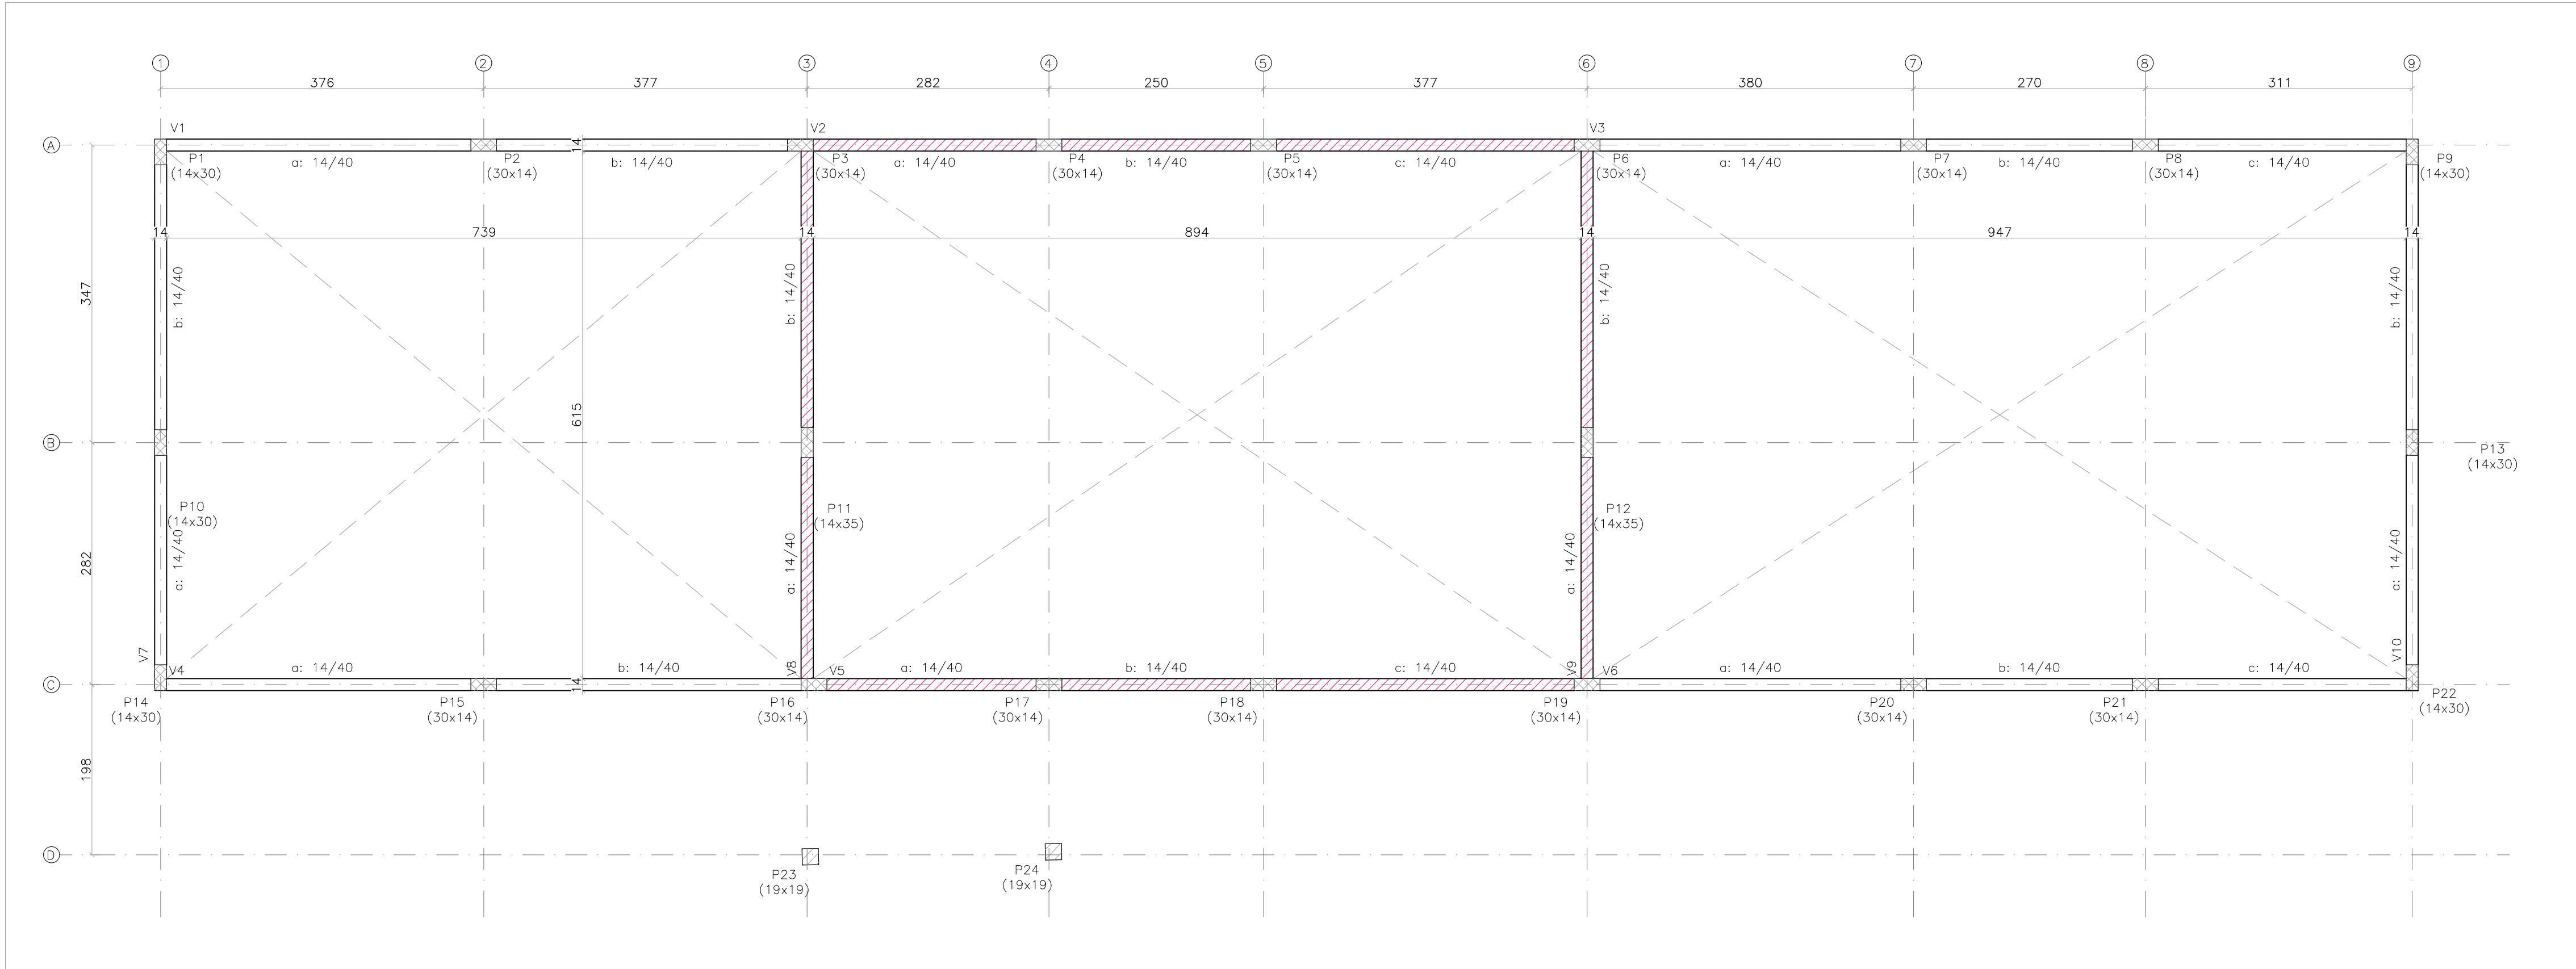 1 2 3 4 5 6 7 8 9
376 377 282 250 377 380 270 311
V1 V2 V3
A
14
P1 a: 14/40 P2 b: 14/40 P3 a: 14/40 P4 b: 14/40 P5 c: 14/40 P6 a: 14/40 P7 b: 14/40 P8 c: 14/40 P9
(14x30) (30x14) (30x14) (30x14) (30x14) (30x14) (30x14) (30x14) (14x30)
14 739 14 894 14 947 14
347
b: 14/40 b: 14/40 b: 14/40 b: 14/40
615
B
P13
(14x30)
P10 P11 P12
(14x30) (14x35) (14x35)
282
a: 14/40 a: 14/40 a: 14/40 a: 14/40
V7 V8 V9 V10
V4 a: 14/40 b: 14/40 V5 a: 14/40 b: 14/40 c: 14/40 V6 a: 14/40 b: 14/40 c: 14/40
C
14
P14 P15 P16 P17 P18 P19 P20 P21 P22
(14x30) (30x14) (30x14) (30x14) (30x14) (30x14) (30x14) (30x14) (14x30)
198
D
P23 P24
(19x19) (19x19)